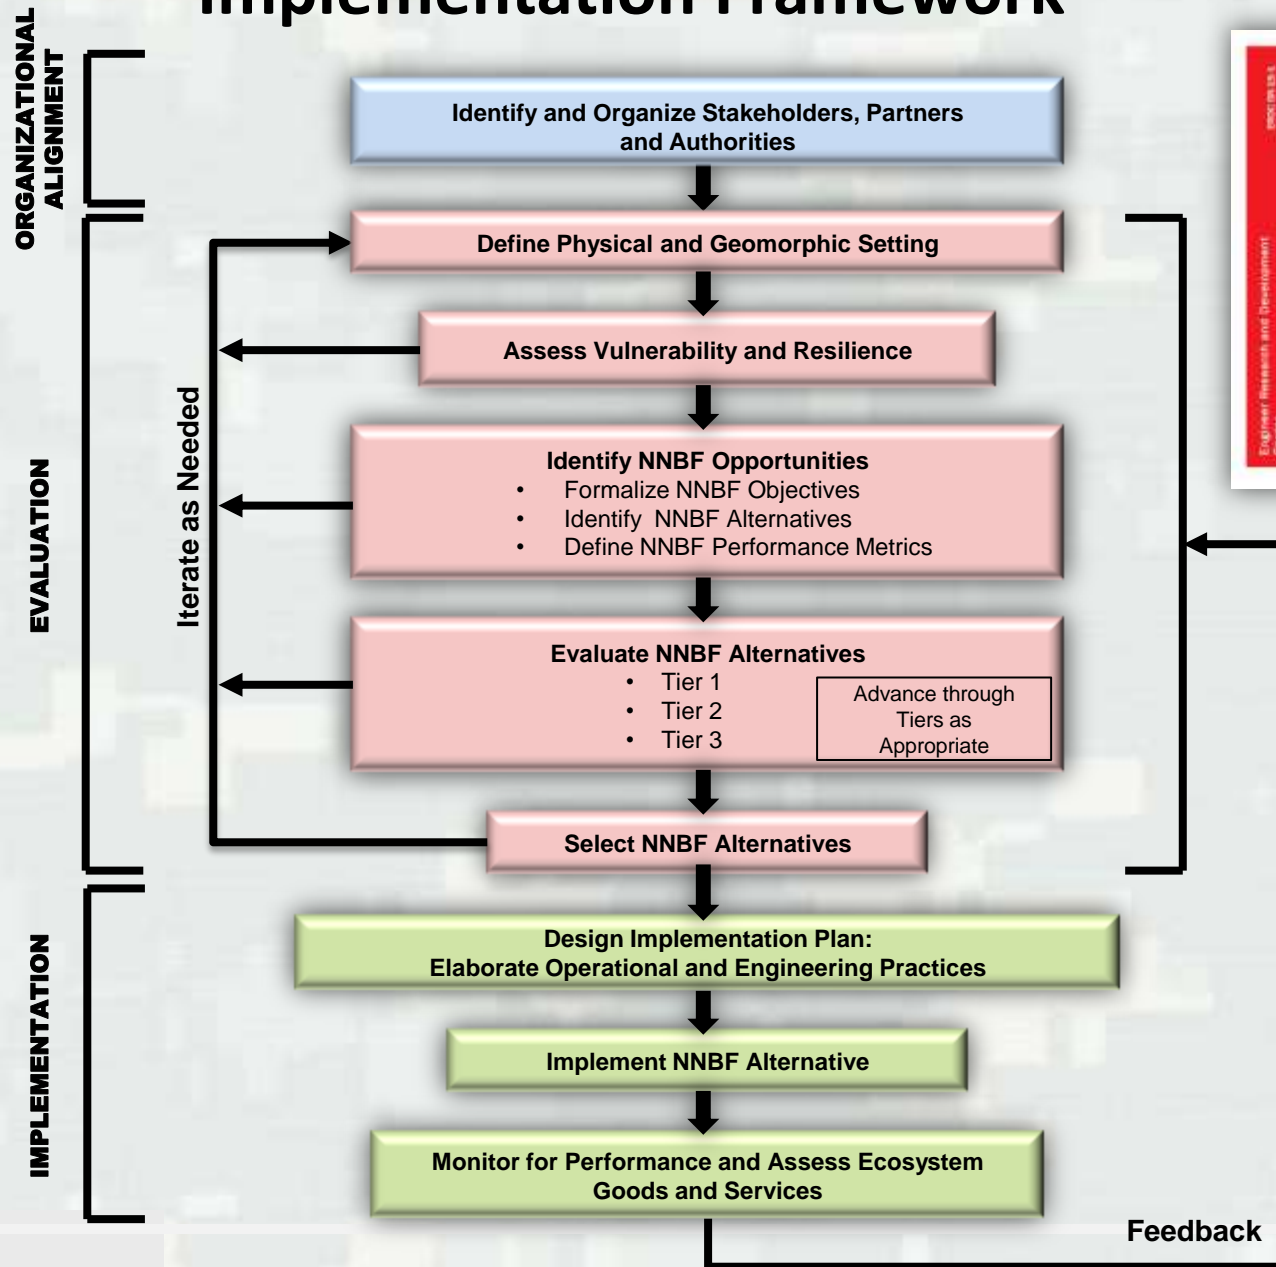 Implementation Framework
ORGANIZATIONAL
ALIGNMENT
Identify and Organize Stakeholders, Partners
and Authorities
EVALUATION
Iterate as Needed
Define Physical and Geomorphic Setting
Assess Vulnerability and Resilience
Identify NNBF Opportunities
• Formalize NNBF Objectives
• Identify NNBF Alternatives
• Define NNBF Performance Metrics
Evaluate NNBF Alternatives
• Tier 1
• Tier 2
• Tier 3
Advance through
Tiers as
Appropriate
Select NNBF Alternatives
IMPLEMENTATION
Design Implementation Plan:
Elaborate Operational and Engineering Practices
Implement NNBF Alternative
Monitor for Performance and Assess Ecosystem
Goods and Services
Feedback
Engineer Research and Development